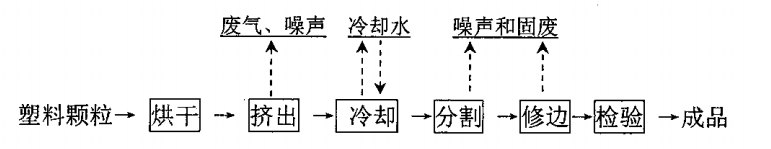 废气、噪声 冷却水 噪声和固废
塑料颗粒 烘干 挤出 冷却 分割 修边 检验 成品